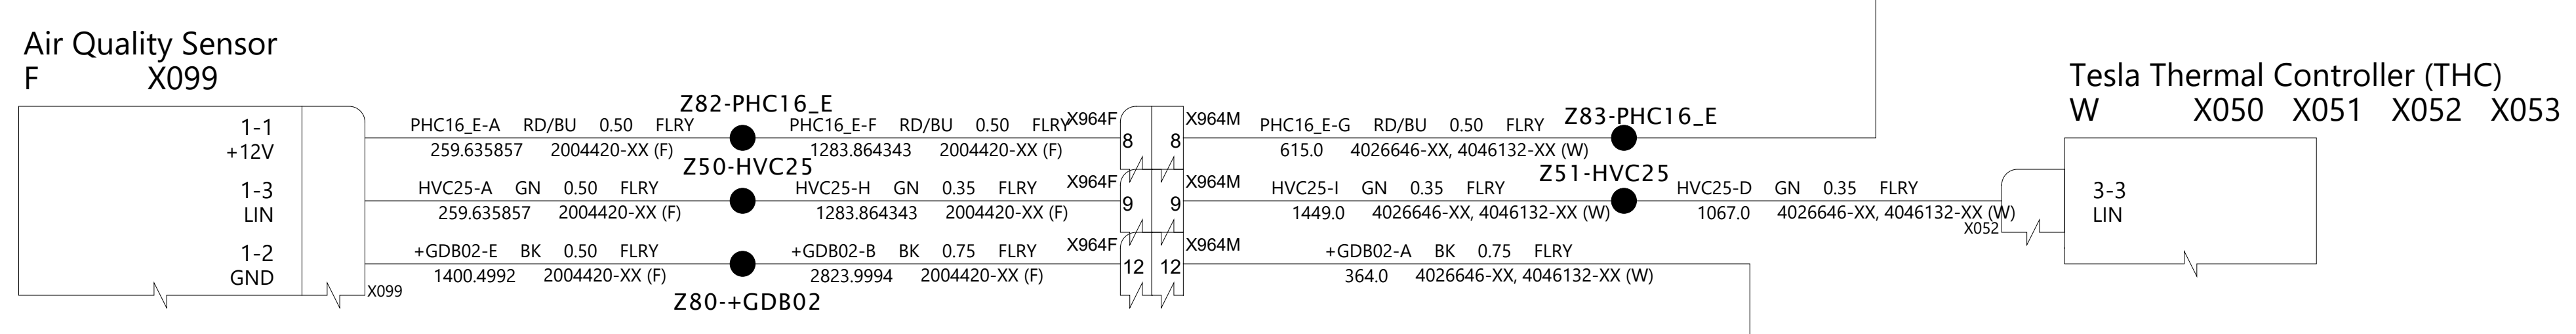 Air Quality Sensor
F X099
Tesla Thermal Controller (THC)
W X050 X051 X052 X053
Z82-PHC16_E
Z83-PHC16_E
1-1
+12V
PHC16_E-A RD/BU 0.50 FLRY
259.635857 2004420-XX (F)
PHC16_E-F RD/BU 0.50 FLRY
1283.864343 2004420-XX (F)
X964F
8
8
X964M
PHC16_E-G RD/BU 0.50 FLRY
615.0 4026646-XX, 4046132-XX (W)
Z50-HVC25
Z51-HVC25
1-3
LIN
HVC25-A GN 0.50 FLRY
259.635857 2004420-XX (F)
HVC25-H GN 0.35 FLRY
1283.864343 2004420-XX (F)
X964F
9
9
X964M
HVC25-I GN 0.35 FLRY
1449.0 4026646-XX, 4046132-XX (W)
HVC25-D GN 0.35 FLRY
1067.0 4026646-XX, 4046132-XX (W)
X052
3-3
LIN
1-2
GND
X099
+GDB02-E BK 0.50 FLRY
1400.4992 2004420-XX (F)
Z80-+GDB02
+GDB02-B BK 0.75 FLRY
2823.9994 2004420-XX (F)
X964F
12
12
X964M
+GDB02-A BK 0.75 FLRY
364.0 4026646-XX, 4046132-XX (W)